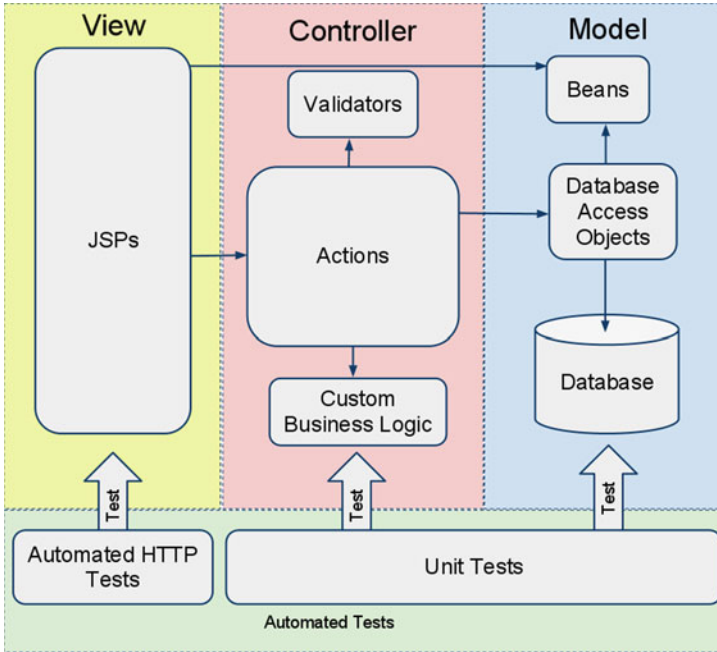 View
Controller
Model
JSPs
Validators
Beans
Actions
Database
Access
Objects
Custom
Business Logic
Database
Test
Test
Test
Automated HTTP
Tests
Unit Tests
Automated Tests